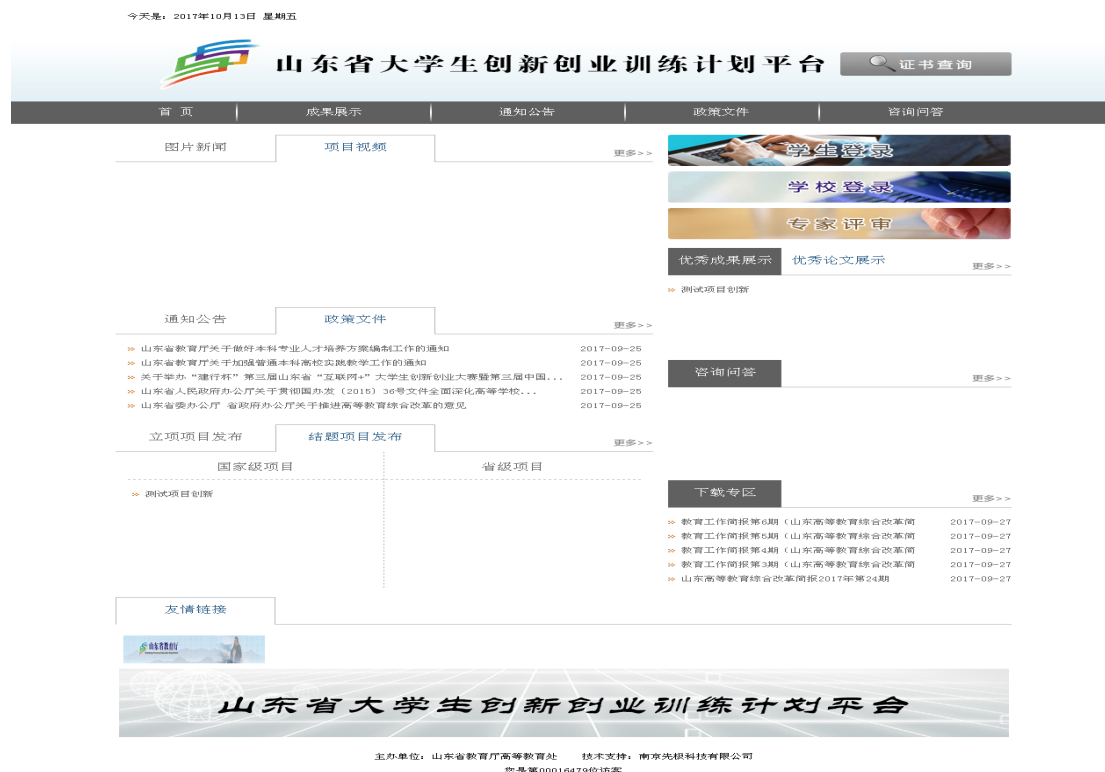 今天是：2017年10月13日 星期五
山东省大学生创新创业训练计划平台
证书查询
首 页 成果展示 通知公告 政策文件 咨询问答
图片新闻 项目视频 更多>>
学生登录
学校登录
专家评审
优秀成果展示 优秀论文展示 更多>>
测试项目创新
通知公告 政策文件 更多>>
山东省教育厅关于做好本科专业人才培养方案编制工作的通知 2017-09-25
山东省教育厅关于加强普通本科高校实践教学工作的通知 2017-09-25
关于举办“建行杯”第三届山东省“互联网+”大学生创新创业大赛暨第三届中国... 2017-09-25
山东省人民政府办公厅关于贯彻国办发（2015）36号文件全面深化高等学校... 2017-09-25
山东省委办公厅 省政府办公厅关于推进高等教育综合改革的意见 2017-09-25
咨询问答 更多>>
立项项目发布 结题项目发布 更多>>
国家级项目 省级项目
测试项目创新
下载专区 更多>>
教育工作简报第6期（山东高等教育综合改革简 2017-09-27
教育工作简报第5期（山东高等教育综合改革简 2017-09-27
教育工作简报第4期（山东高等教育综合改革简 2017-09-27
教育工作简报第3期（山东高等教育综合改革简 2017-09-27
山东高等教育综合改革简报2017年第24期 2017-09-27
友情链接
山东省教育厅
山东省大学生创新创业训练计划平台
主办单位：山东省教育厅高等教育处 技术支持：南京先极科技有限公司
您是第00016479位访客